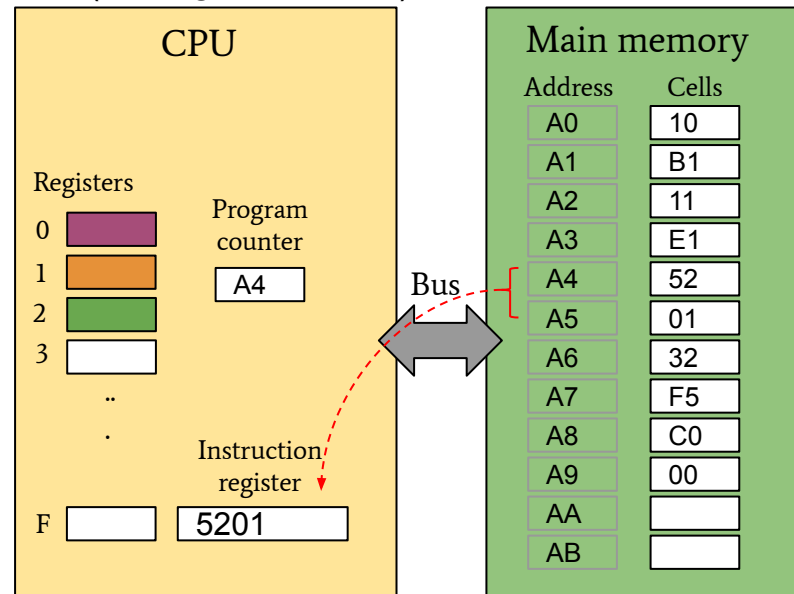 CPU
Registers
0
1
2
3
..
.
F
Program
counter
A4
Instruction
register
5201
Bus
Main memory
Address Cells
A0 10
A1 B1
A2 11
A3 E1
A4 52
A5 01
A6 32
A7 F5
A8 C0
A9 00
AA
AB